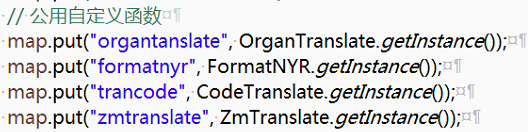 // 公用自定义函数
map.put("organtanslate", OrganTranslate.getInstance());
map.put("formatnyr", FormatNYR.getInstance());
map.put("trancode", CodeTranslate.getInstance());
map.put("zmtranslate", ZmTranslate.getInstance());